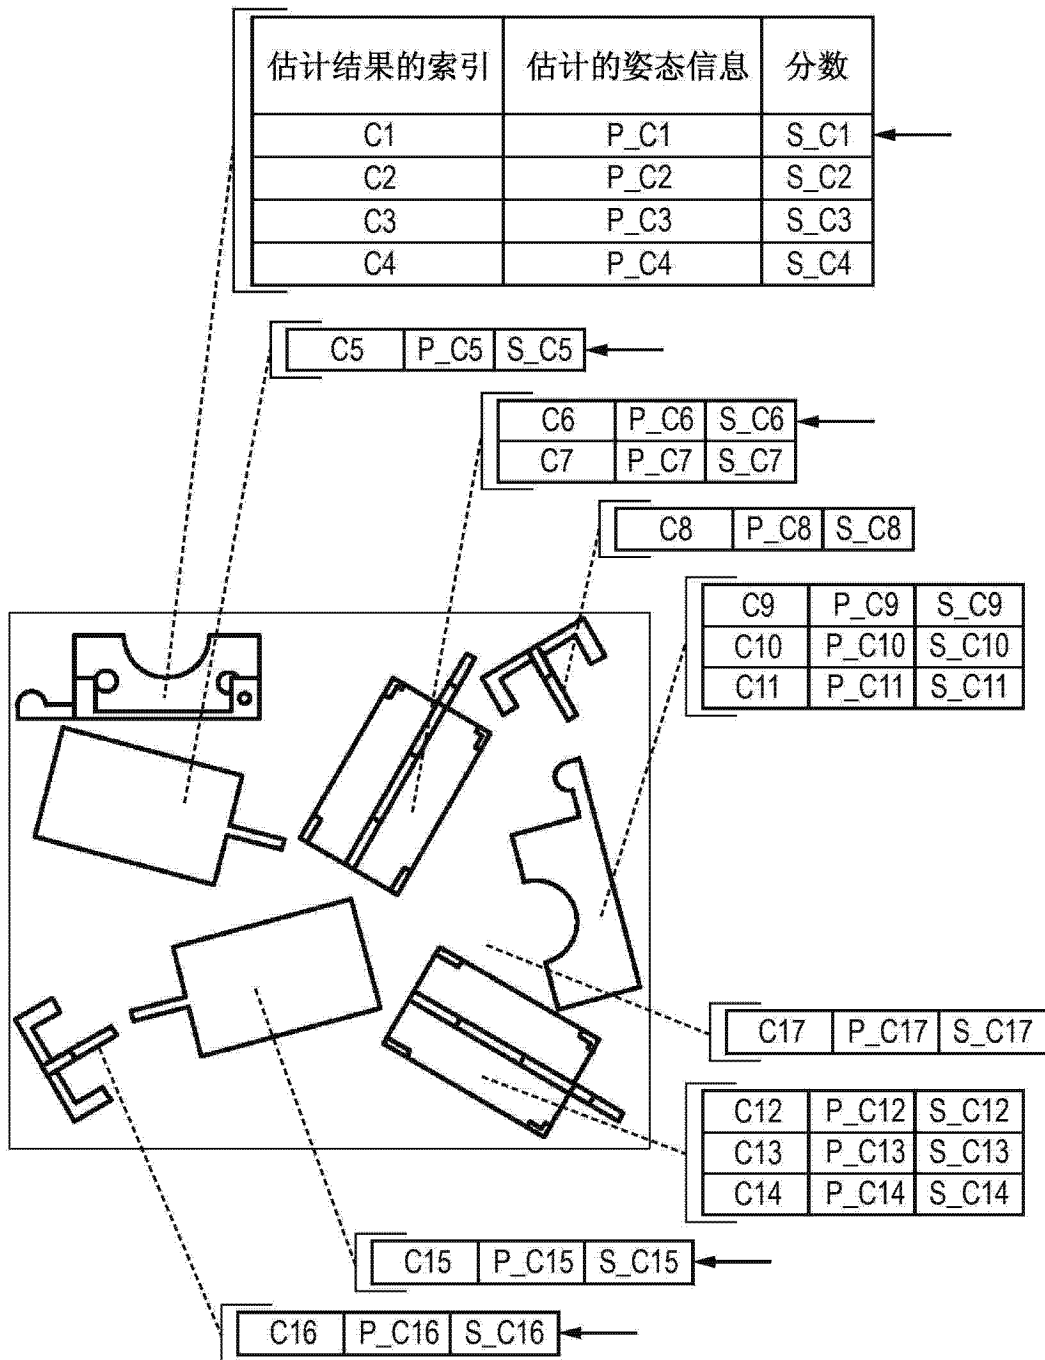 估计结果的索引 估计的姿态信息 分数
C1 P_C1 S_C1
C2 P_C2 S_C2
C3 P_C3 S_C3
C4 P_C4 S_C4
C5 P_C5 S_C5
C6 P_C6 S_C6
C7 P_C7 S_C7
C8 P_C8 S_C8
C9 P_C9 S_C9
C10 P_C10 S_C10
C11 P_C11 S_C11
C17 P_C17 S_C17
C12 P_C12 S_C12
C13 P_C13 S_C13
C14 P_C14 S_C14
C15 P_C15 S_C15
C16 P_C16 S_C16